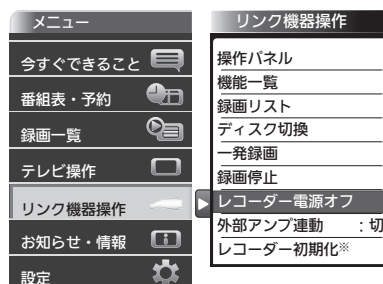 メニュー
今すぐできること
番組表・予約
録画一覧
テレビ操作
リンク機器操作
お知らせ・情報
設定
リンク機器操作
操作パネル
機能一覧
録画リスト
ディスク切換
一発録画
録画停止
レコーダー電源オフ
外部アンプ連動 :切
レコーダー初期化※